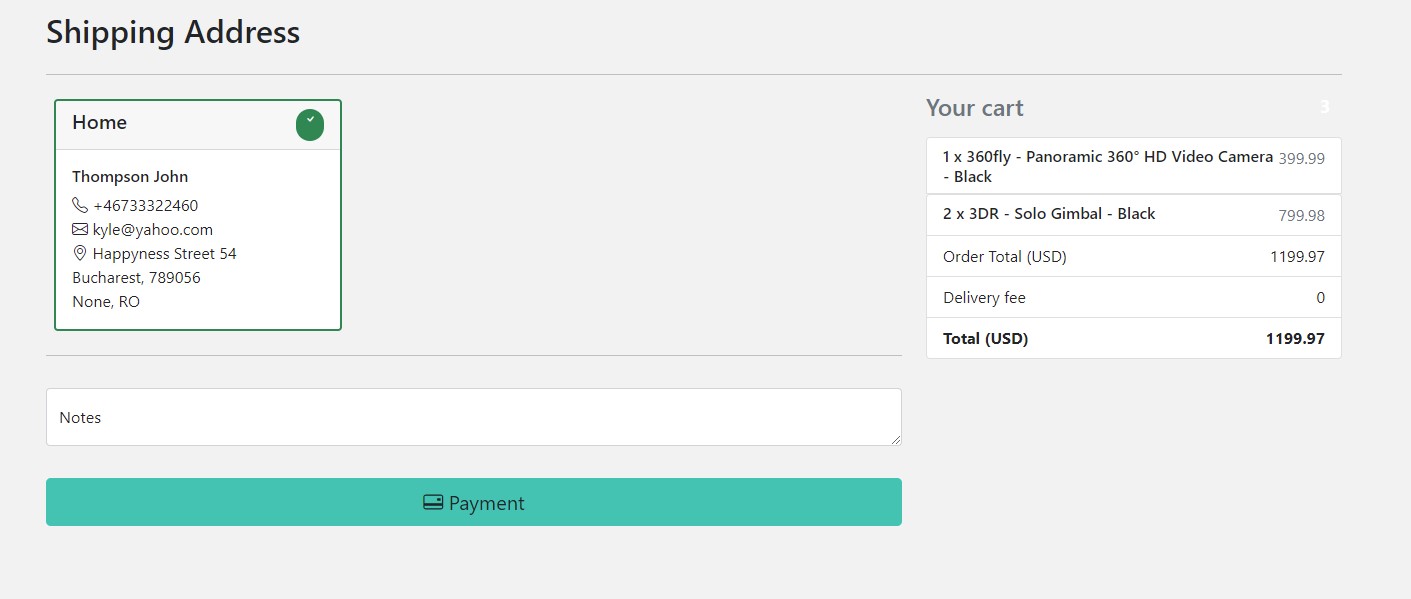 Shipping Address
Home
Thompson John
+46733322460
kyle@yahoo.com
Happyness Street 54
Bucharest, 789056
None, RO
Notes
Payment
Your cart 3
1 x 360fly - Panoramic 360° HD Video Camera 399.99
- Black
2 x 3DR - Solo Gimbal - Black 799.98
Order Total (USD) 1199.97
Delivery fee 0
Total (USD) 1199.97